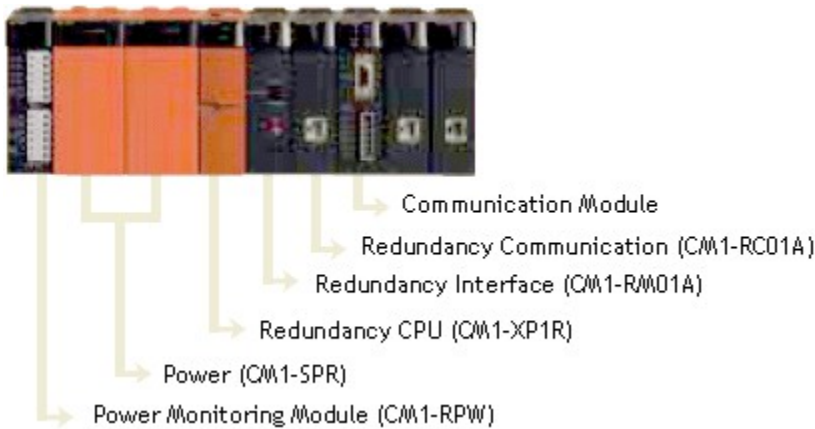 Communication Module
Redundancy Communication (CM1-RC01A)
Redundancy Interface (CM1-RM01A)
Redundancy CPU (CM1-XP1R)
Power (CM1-SPR)
Power Monitoring Module (CM1-RPW)